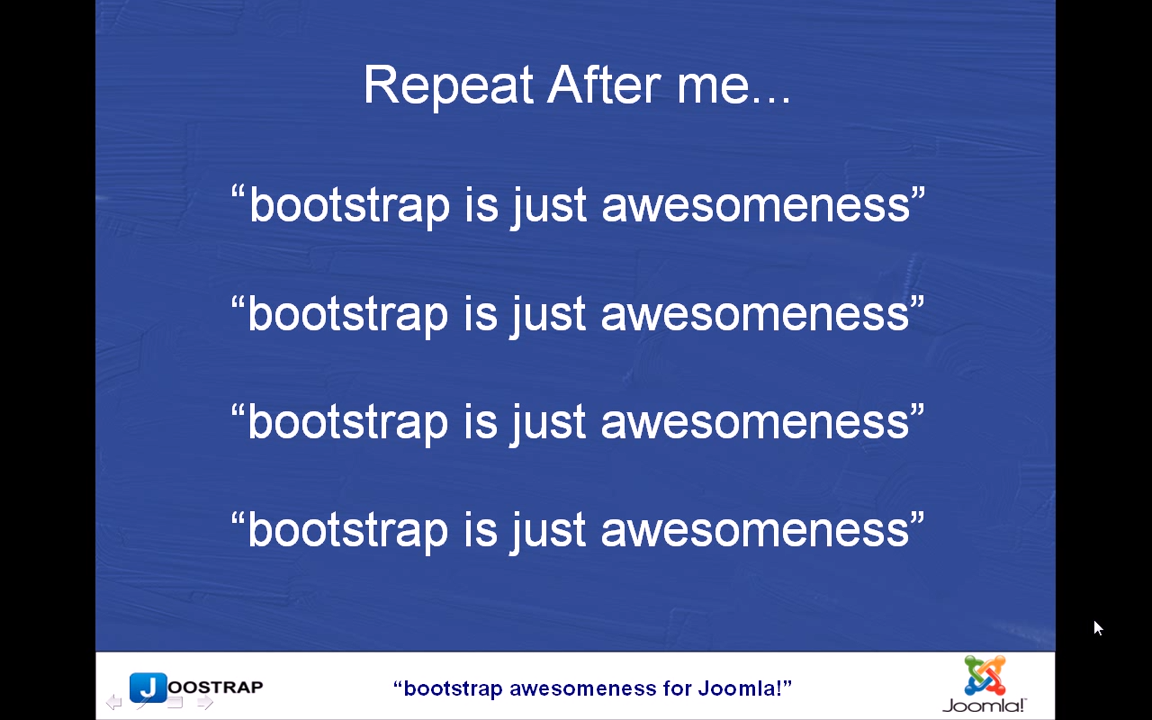 Repeat After me...
“bootstrap is just awesomeness”
“bootstrap is just awesomeness”
“bootstrap is just awesomeness”
“bootstrap is just awesomeness”
JOOSTRAP
“bootstrap awesomeness for Joomla!”
Joomla!